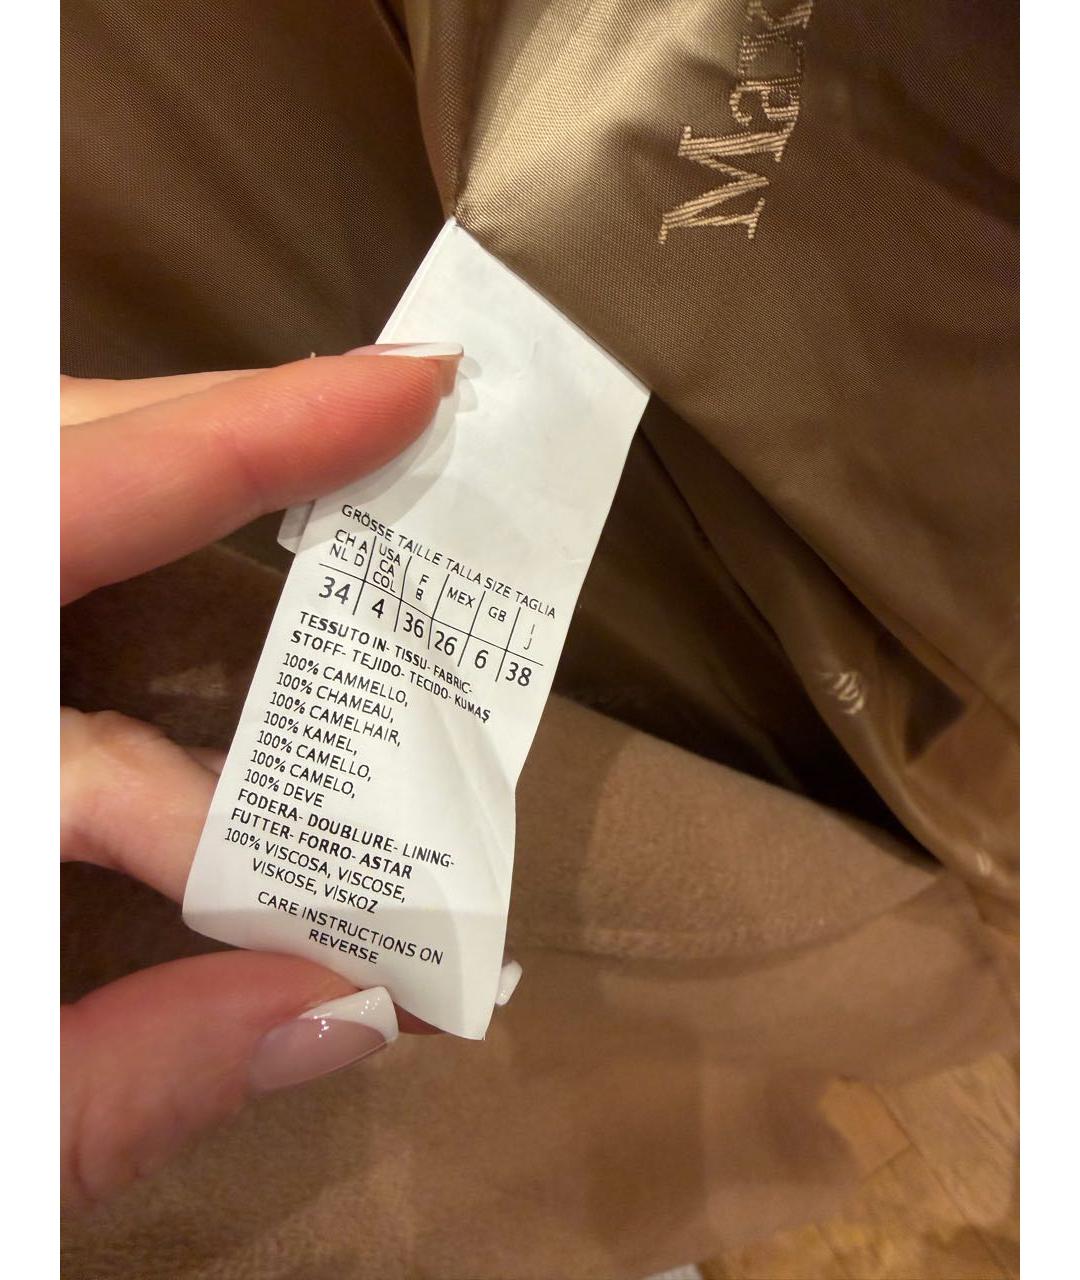 Max
GRÖSSE TAILLE TALLA SIZE TAGLIA
CH A USA F MEX GB I
NL D CA B J
COL
34 4 36 26 6 38
TESSUTO IN- TISSU- FABRIC-
STOFF- TEJIDO- TECIDO- KUMAŞ
100% CAMMELLO,
100% CHAMEAU,
100% CAMELHAIR,
100% KAMEL,
100% CAMELLO,
100% CAMELO,
100% DEVE
FODERA- DOUBLURE- LINING-
FUTTER- FORRO- ASTAR
100% VISCOSA, VISCOSE,
VISKOSE, VİSKOZ
CARE INSTRUCTIONS ON
REVERSE